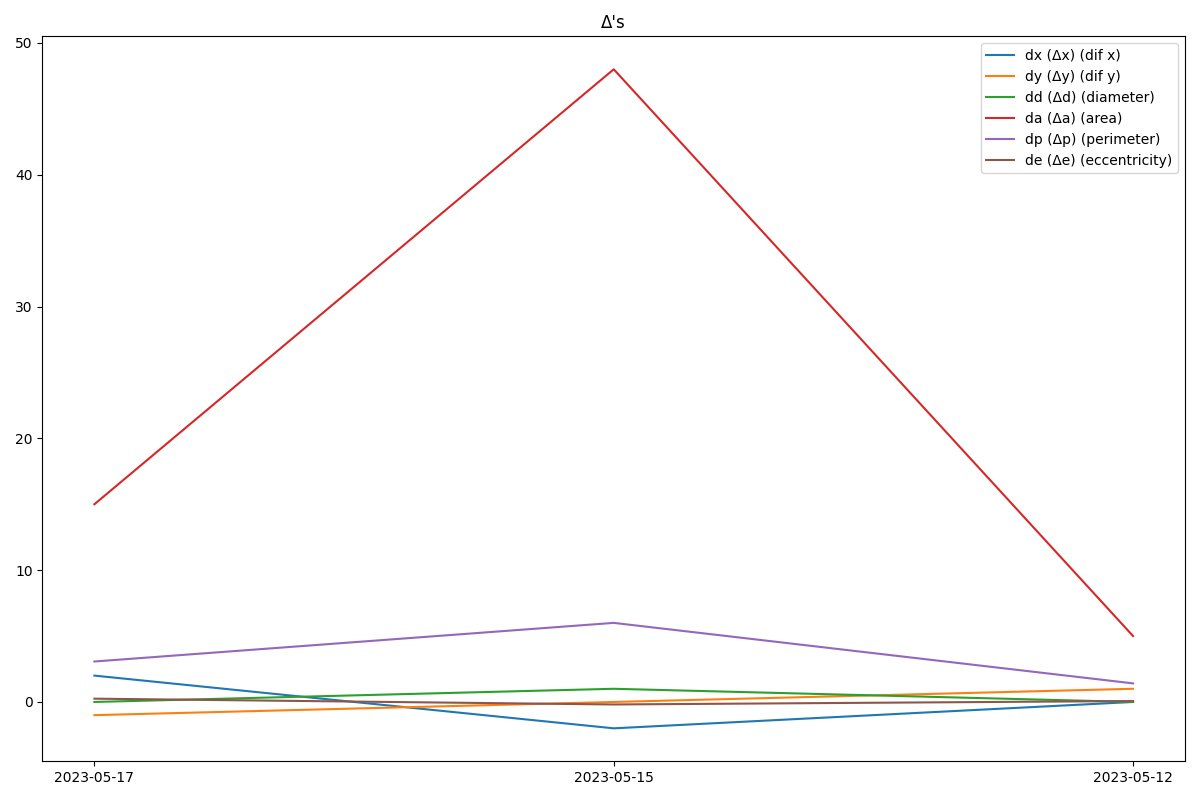 Δ's
50
40
30
20
10
0
dx (Δx) (dif x)
dy (Δy) (dif y)
dd (Δd) (diameter)
da (Δa) (area)
dp (Δp) (perimeter)
de (Δe) (eccentricity)
2023-05-17
2023-05-15
2023-05-12